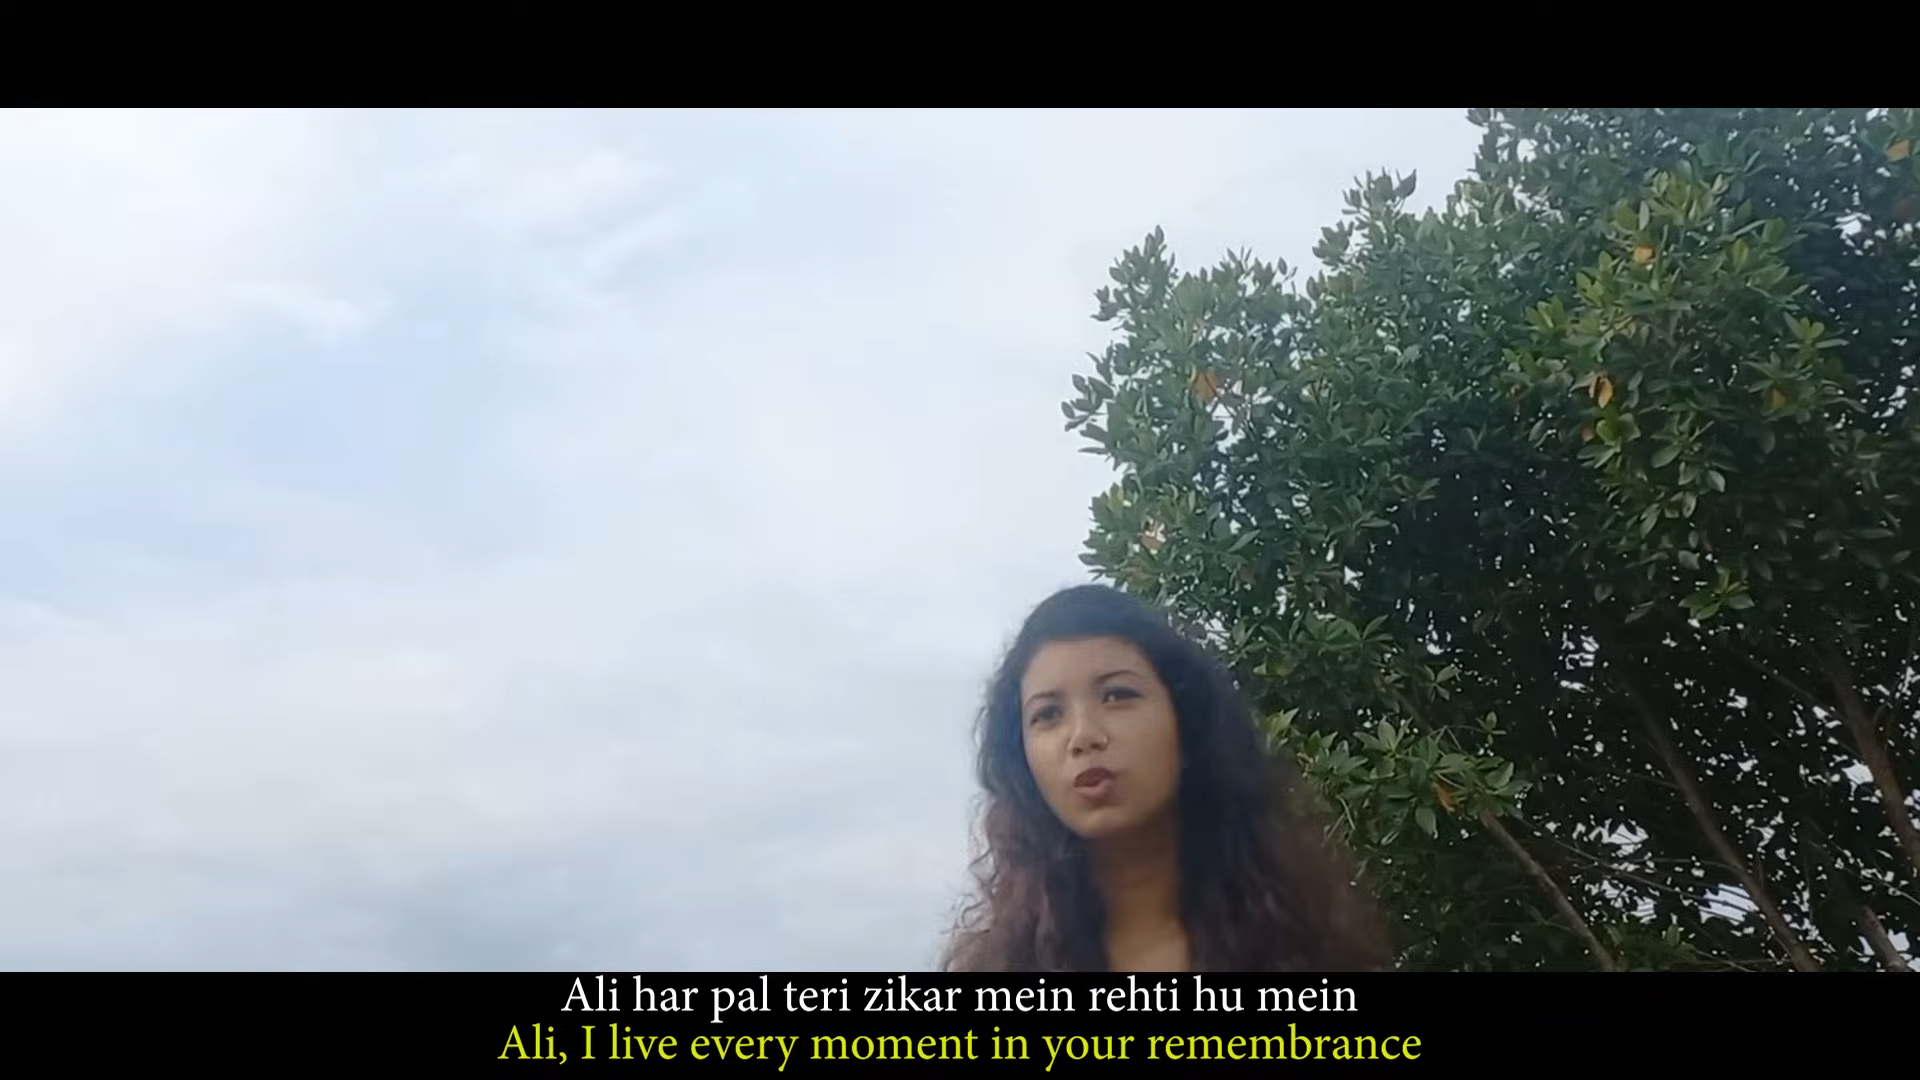 Ali har pal teri zikar mein rehti hu mein
Ali, I live every moment in your remembrance